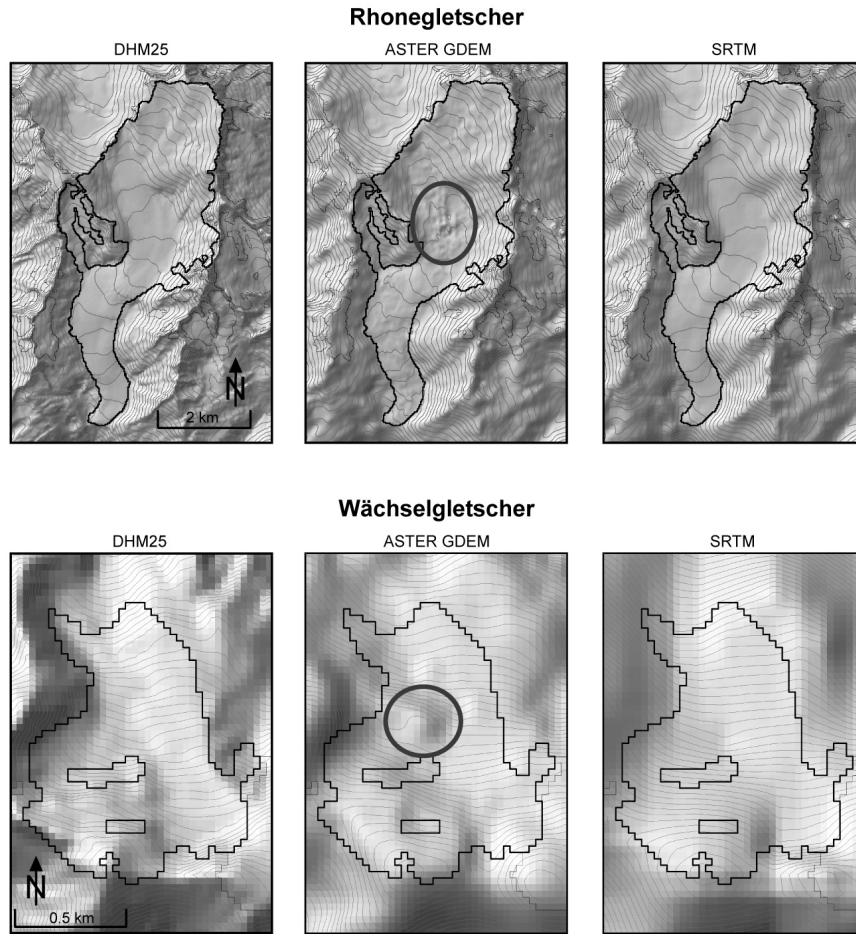 Rhonegletscher
DHM25 ASTER GDEM SRTM
N
2 km
Wächselgletscher
DHM25 ASTER GDEM SRTM
N
0.5 km